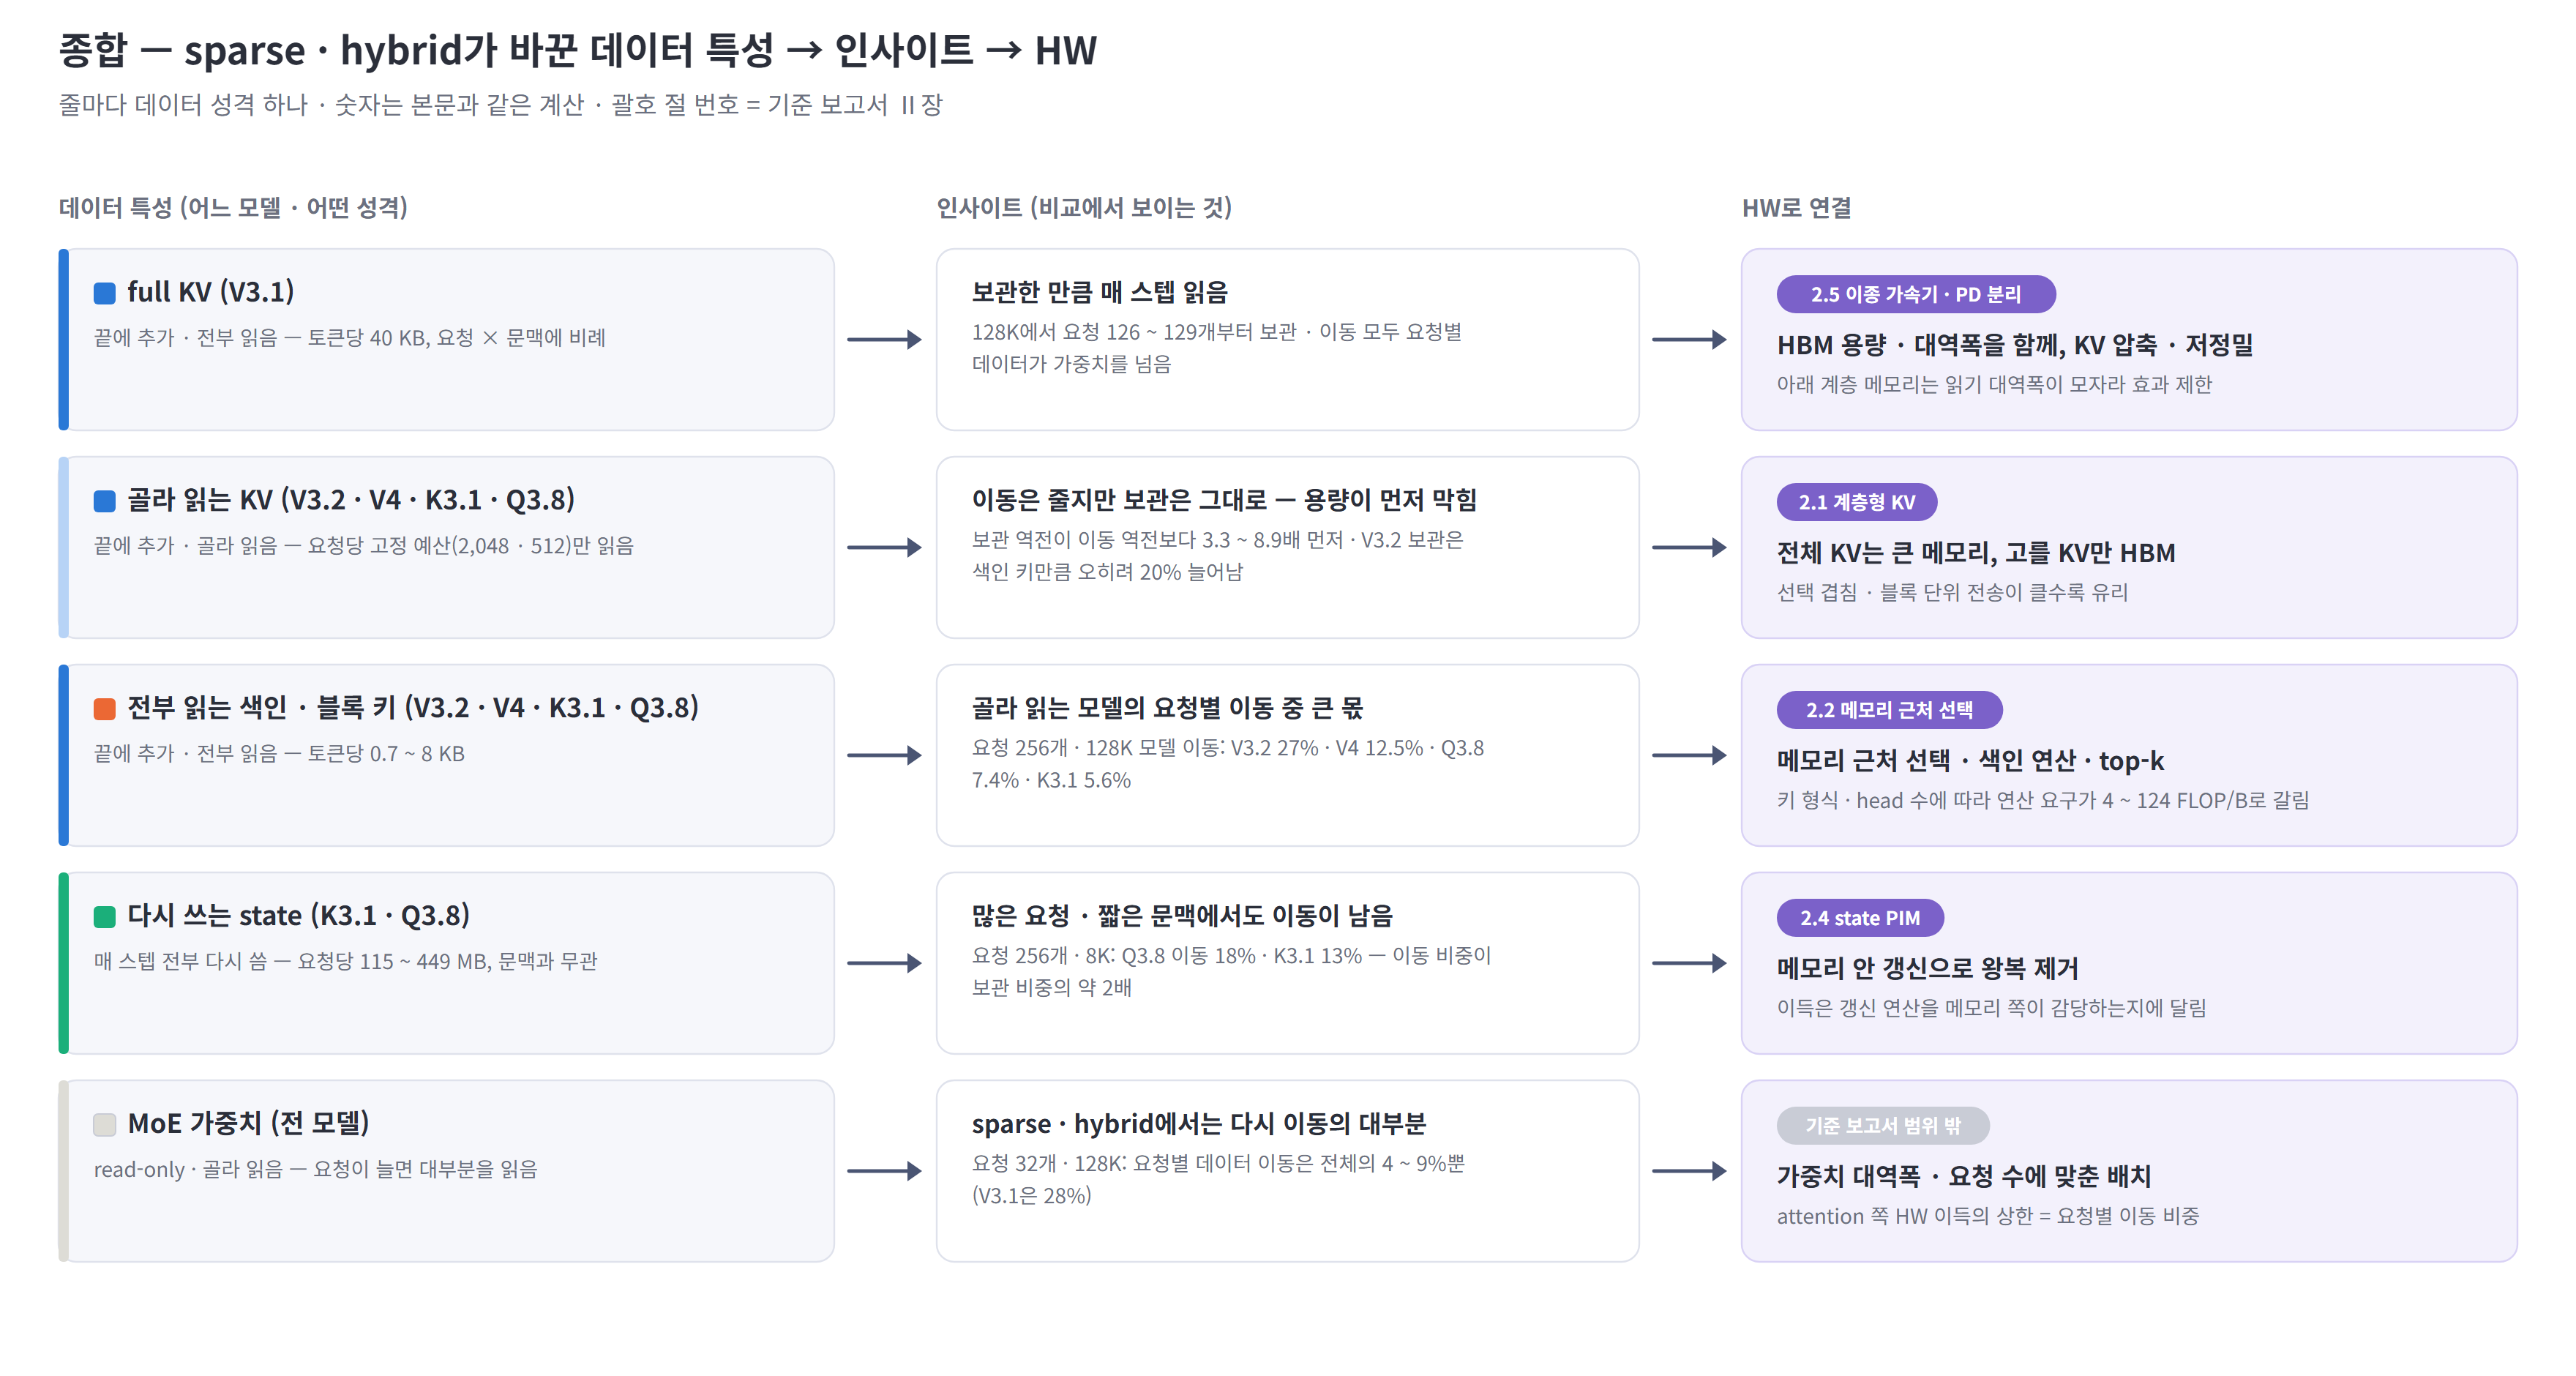 종합 — sparse · hybrid가 바꾼 데이터 특성 → 인사이트 → HW
줄마다 데이터 성격 하나 · 숫자는 본문과 같은 계산 · 괄호 절 번호 = 기준 보고서 Ⅱ장
데이터 특성 (어느 모델 · 어떤 성격)
인사이트 (비교에서 보이는 것)
HW로 연결
full KV (V3.1)
끝에 추가 · 전부 읽음 — 토큰당 40 KB, 요청 × 문맥에 비례
보관한 만큼 매 스텝 읽음
128K에서 요청 126 ~ 129개부터 보관 · 이동 모두 요청별
데이터가 가중치를 넘음
2.5 이종 가속기 · PD 분리
HBM 용량 · 대역폭을 함께, KV 압축 · 저정밀
아래 계층 메모리는 읽기 대역폭이 모자라 효과 제한
골라 읽는 KV (V3.2 · V4 · K3.1 · Q3.8)
끝에 추가 · 골라 읽음 — 요청당 고정 예산(2,048 · 512)만 읽음
이동은 줄지만 보관은 그대로 — 용량이 먼저 막힘
보관 역전이 이동 역전보다 3.3 ~ 8.9배 먼저 · V3.2 보관은
색인 키만큼 오히려 20% 늘어남
2.1 계층형 KV
전체 KV는 큰 메모리, 고를 KV만 HBM
선택 겹침 · 블록 단위 전송이 클수록 유리
전부 읽는 색인 · 블록 키 (V3.2 · V4 · K3.1 · Q3.8)
끝에 추가 · 전부 읽음 — 토큰당 0.7 ~ 8 KB
골라 읽는 모델의 요청별 이동 중 큰 몫
요청 256개 · 128K 모델 이동: V3.2 27% · V4 12.5% · Q3.8
7.4% · K3.1 5.6%
2.2 메모리 근처 선택
메모리 근처 선택 · 색인 연산 · top-k
키 형식 · head 수에 따라 연산 요구가 4 ~ 124 FLOP/B로 갈림
다시 쓰는 state (K3.1 · Q3.8)
매 스텝 전부 다시 씀 — 요청당 115 ~ 449 MB, 문맥과 무관
많은 요청 · 짧은 문맥에서도 이동이 남음
요청 256개 · 8K: Q3.8 이동 18% · K3.1 13% — 이동 비중이
보관 비중의 약 2배
2.4 state PIM
메모리 안 갱신으로 왕복 제거
이득은 갱신 연산을 메모리 쪽이 감당하는지에 달림
MoE 가중치 (전 모델)
read-only · 골라 읽음 — 요청이 늘면 대부분을 읽음
sparse · hybrid에서는 다시 이동의 대부분
요청 32개 · 128K: 요청별 데이터 이동은 전체의 4 ~ 9%뿐
(V3.1은 28%)
기준 보고서 범위 밖
가중치 대역폭 · 요청 수에 맞춘 배치
attention 쪽 HW 이득의 상한 = 요청별 이동 비중